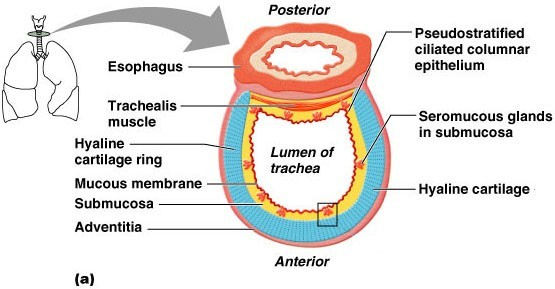 Posterior
Esophagus
Trachealis
muscle
Hyaline
cartilage ring
Mucous membrane
Submucosa
Adventitia
Lumen of
trachea
Pseudostratified
ciliated columnar
epithelium
Seromucous glands
in submucosa
Hyaline cartilage
Anterior
(a)